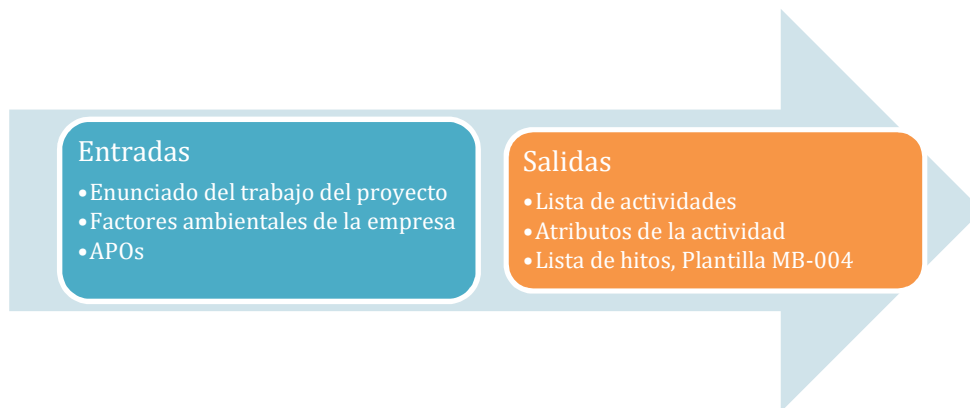 Entradas
•Enunciado del trabajo del proyecto
•Factores ambientales de la empresa
•APOs
Salidas
•Lista de actividades
•Atributos de la actividad
•Lista de hitos, Plantilla MB-004